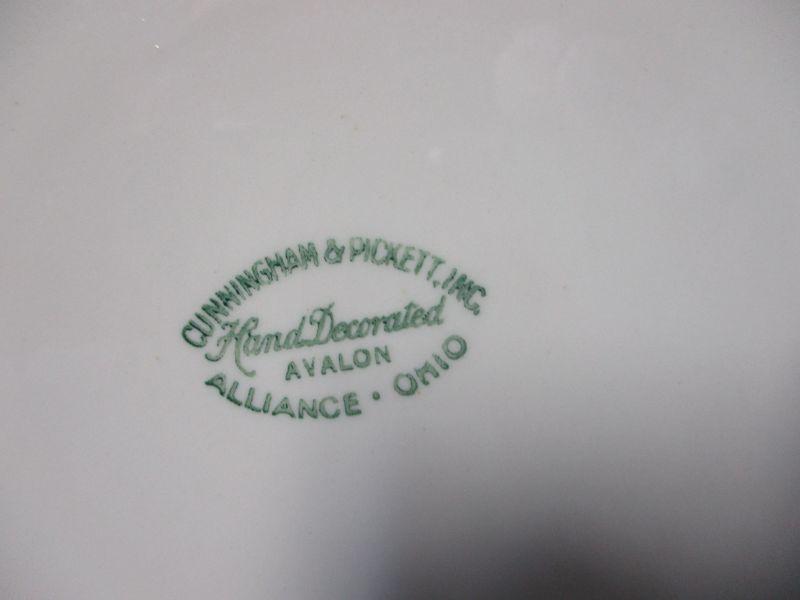 CUNNINGHAM & PICKETT, INC.
Hand Decorated
AVALON
ALLIANCE • OHIO